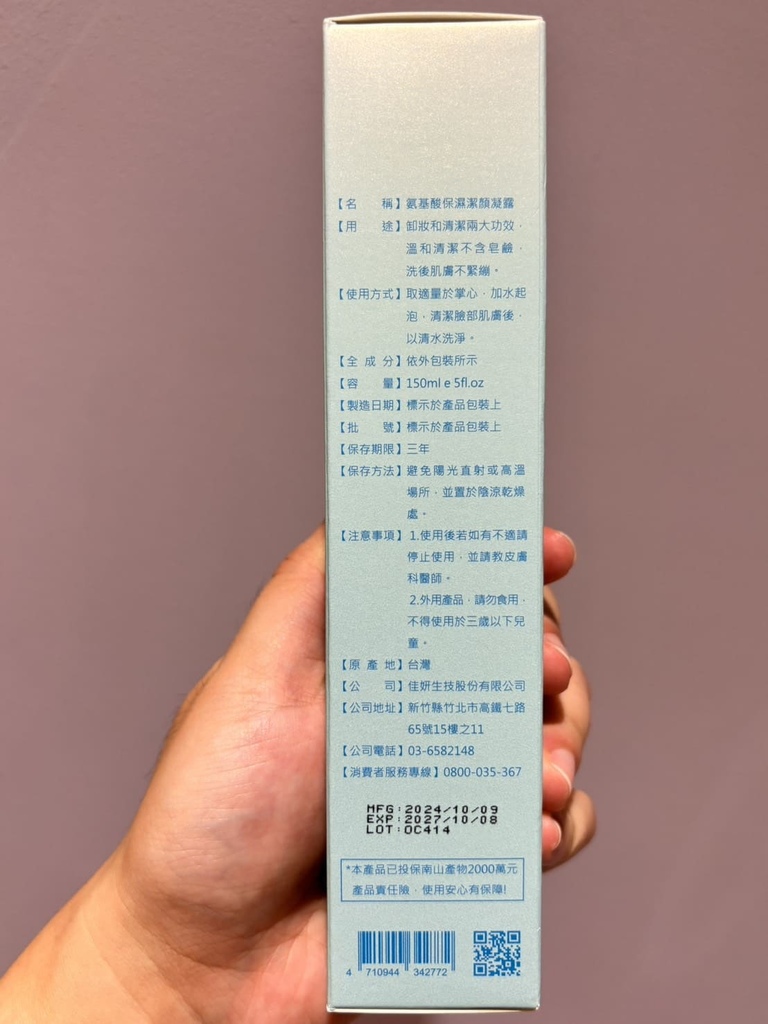 【名　稱】氨基酸保濕潔顏凝露
【用　途】卸妝和清潔兩大功效，
溫和清潔不含皂鹼，
洗後肌膚不緊繃。
【使用方式】取適量於掌心，加水起
泡，清潔臉部肌膚後，
以清水洗淨。
【全成分】依外包裝所示
【容　量】150ml e 5fl.oz
【製造日期】標示於產品包裝上
【批　號】標示於產品包裝上
【保存期限】三年
【保存方法】避免陽光直射或高溫
場所，並置於陰涼乾燥
處。
【注意事項】1.使用後若如有不適請
停止使用，並請教皮膚
科醫師。
2.外用產品，請勿食用，
不得使用於三歲以下兒
童。
【原產地】台灣
【公　司】佳妍生技股份有限公司
【公司地址】新竹縣竹北市高鐵七路
65號15樓之11
【公司電話】03-6582148
【消費者服務專線】0800-035-367
MFG:2024/10/09
EXP:2027/10/08
LOT:OC414
*本產品已投保南山產物2000萬元
產品責任險，使用安心有保障!
4 710944 342772